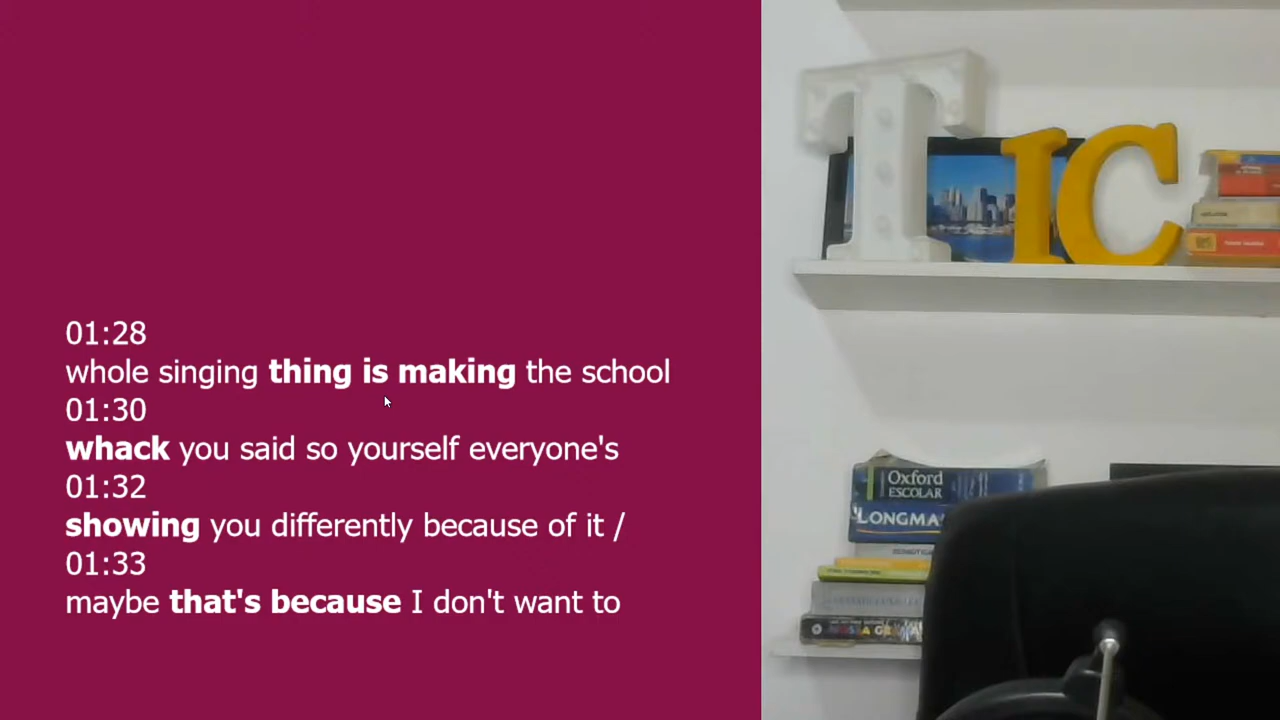 01:28
whole singing thing is making the school
01:30
whack you said so yourself everyone's
01:32
showing you differently because of it /
01:33
maybe that's because I don't want to
TIC
Oxford
ESCOLAR
LONGMA